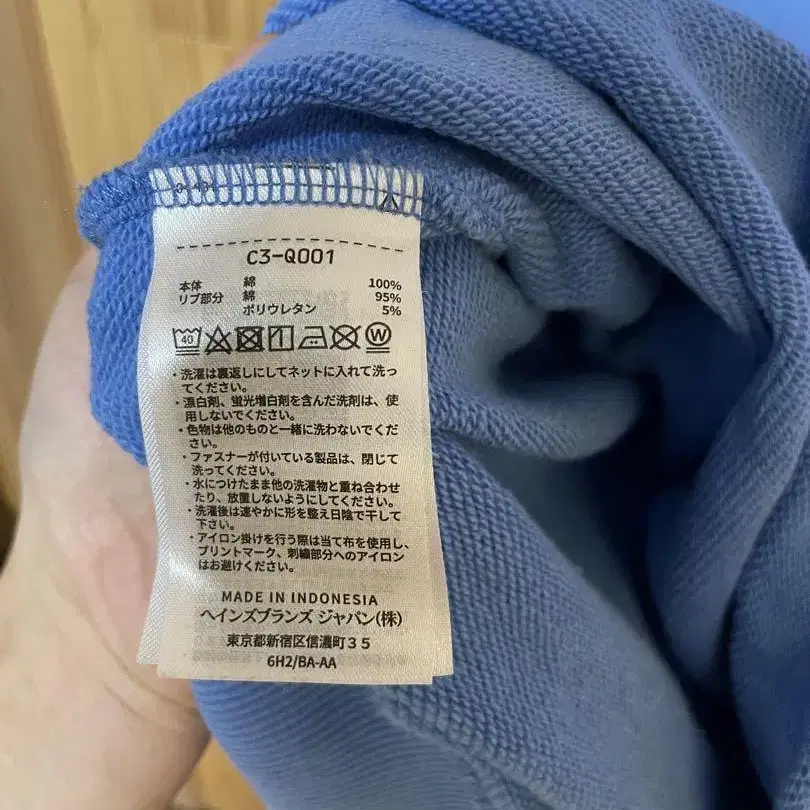 C3-Q001
本体 綿 100%
リブ部分 綿 95%
ポリウレタン 5%
40 W
・洗濯は裏返しにしてネットに入れて洗っ
てください。
・漂白剤、蛍光増白剤を含んだ洗剤は、使
用しないでください。
・色物は他のものと一緒に洗わないでくだ
さい。
・ファスナーが付いている製品は、閉じて
洗ってください。
・水につけたまま他の洗濯物と重ね合わせ
たり、放置しないようにしてください。
・洗濯後は速やかに形を整え日陰で干して
下さい。
・アイロン掛けを行う際は当て布を使用し、
プリントマーク、刺繍部分へのアイロン
はお避けください。
MADE IN INDONESIA
ヘインズブランズ ジャパン(株)
東京都新宿区信濃町35
6H2/BA-AA